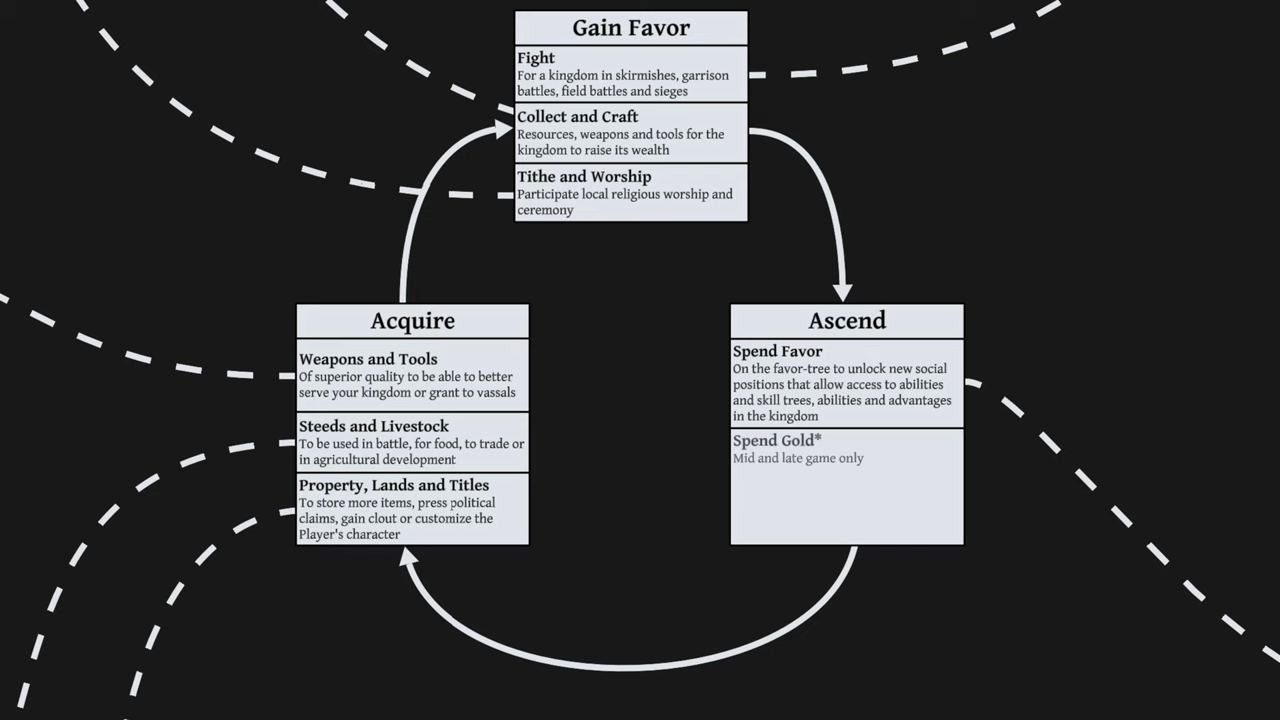 Gain Favor
Fight
For a kingdom in skirmishes, garrison
battles, field battles and sieges
Collect and Craft
Resources, weapons and tools for the
kingdom to raise its wealth
Tithe and Worship
Participate local religious worship and
ceremony
Acquire
Weapons and Tools
Of superior quality to be able to better
serve your kingdom or grant to vassals
Steeds and Livestock
To be used in battle, for food, to trade or
in agricultural development
Property, Lands and Titles
To store more items, press political
claims, gain clout or customize the
Player's character
Ascend
Spend Favor
On the favor-tree to unlock new social
positions that allow access to abilities
and skill trees, abilities and advantages
in the kingdom
Spend Gold*
Mid and late game only